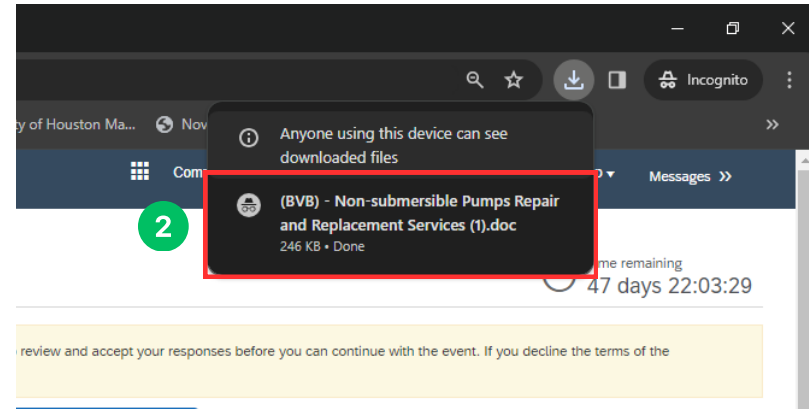 Incognito
ty of Houston Ma...
Nov
Anyone using this device can see
downloaded files
Com
Messages
(BVB) - Non-submersible Pumps Repair
and Replacement Services (1).doc
246 KB • Done
2
me remaining
47 days 22:03:29
review and accept your responses before you can continue with the event. If you decline the terms of the